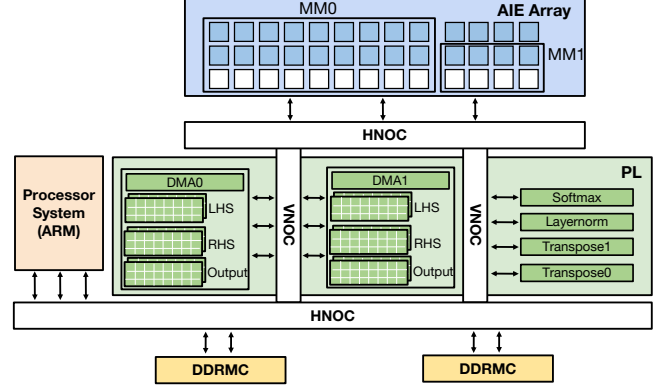 MM0
AIE Array
MM1
HNOC
Processor
System
(ARM)
DMA0
LHS
RHS
Output
VNOC
DMA1
LHS
RHS
Output
VNOC
PL
Softmax
Layernorm
Transpose1
Transpose0
HNOC
DDRMC
DDRMC